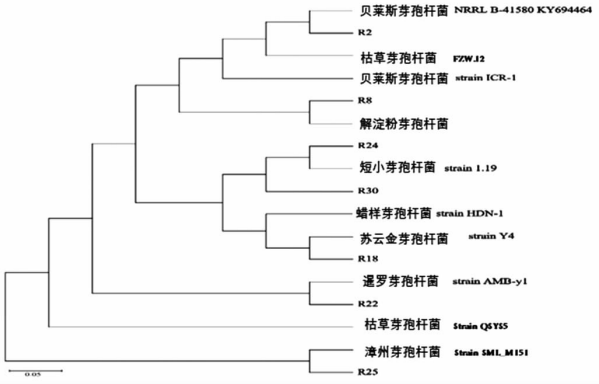 贝莱斯芽孢杆菌 NRRL B-41580 KY694464
R2
枯草芽孢杆菌 FZW.12
贝莱斯芽孢杆菌 strain ICR-1
R8
解淀粉芽孢杆菌
R24
短小芽孢杆菌 strain 1.19
R30
蜡样芽孢杆菌 strain HDN-1
苏云金芽孢杆菌 strain Y4
R18
暹罗芽孢杆菌 strain AMB-y1
R22
枯草芽孢杆菌 Strain QSYS5
漳州芽孢杆菌 Strain SML_M151
R25
0.05